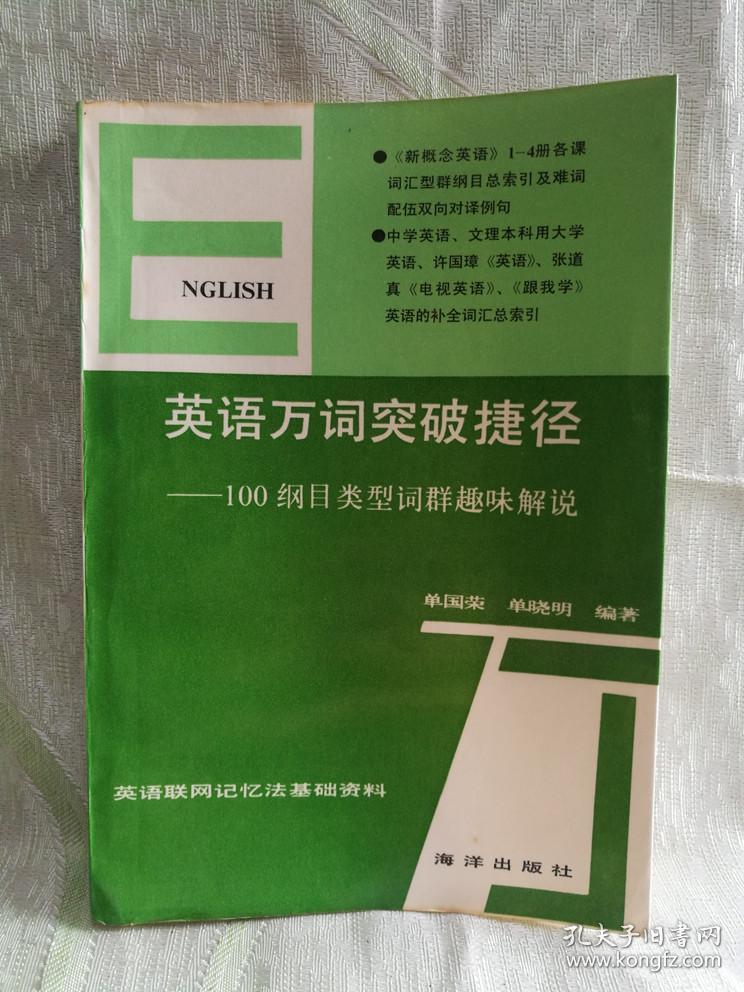 ●《新概念英语》1-4册各课
词汇型群纲目总索引及难词
配伍双向对译例句
●中学英语、文理本科用大学
英语、许国璋《英语》、张道
真《电视英语》、《跟我学》
英语的补全词汇总索引
E
NGLISH
英语万词突破捷径
——100纲目类型词群趣味解说
单国荣 单晓明 编著
万
英语联网记忆法基础资料
海洋出版社
孔夫子旧书网
www.kongfz.com